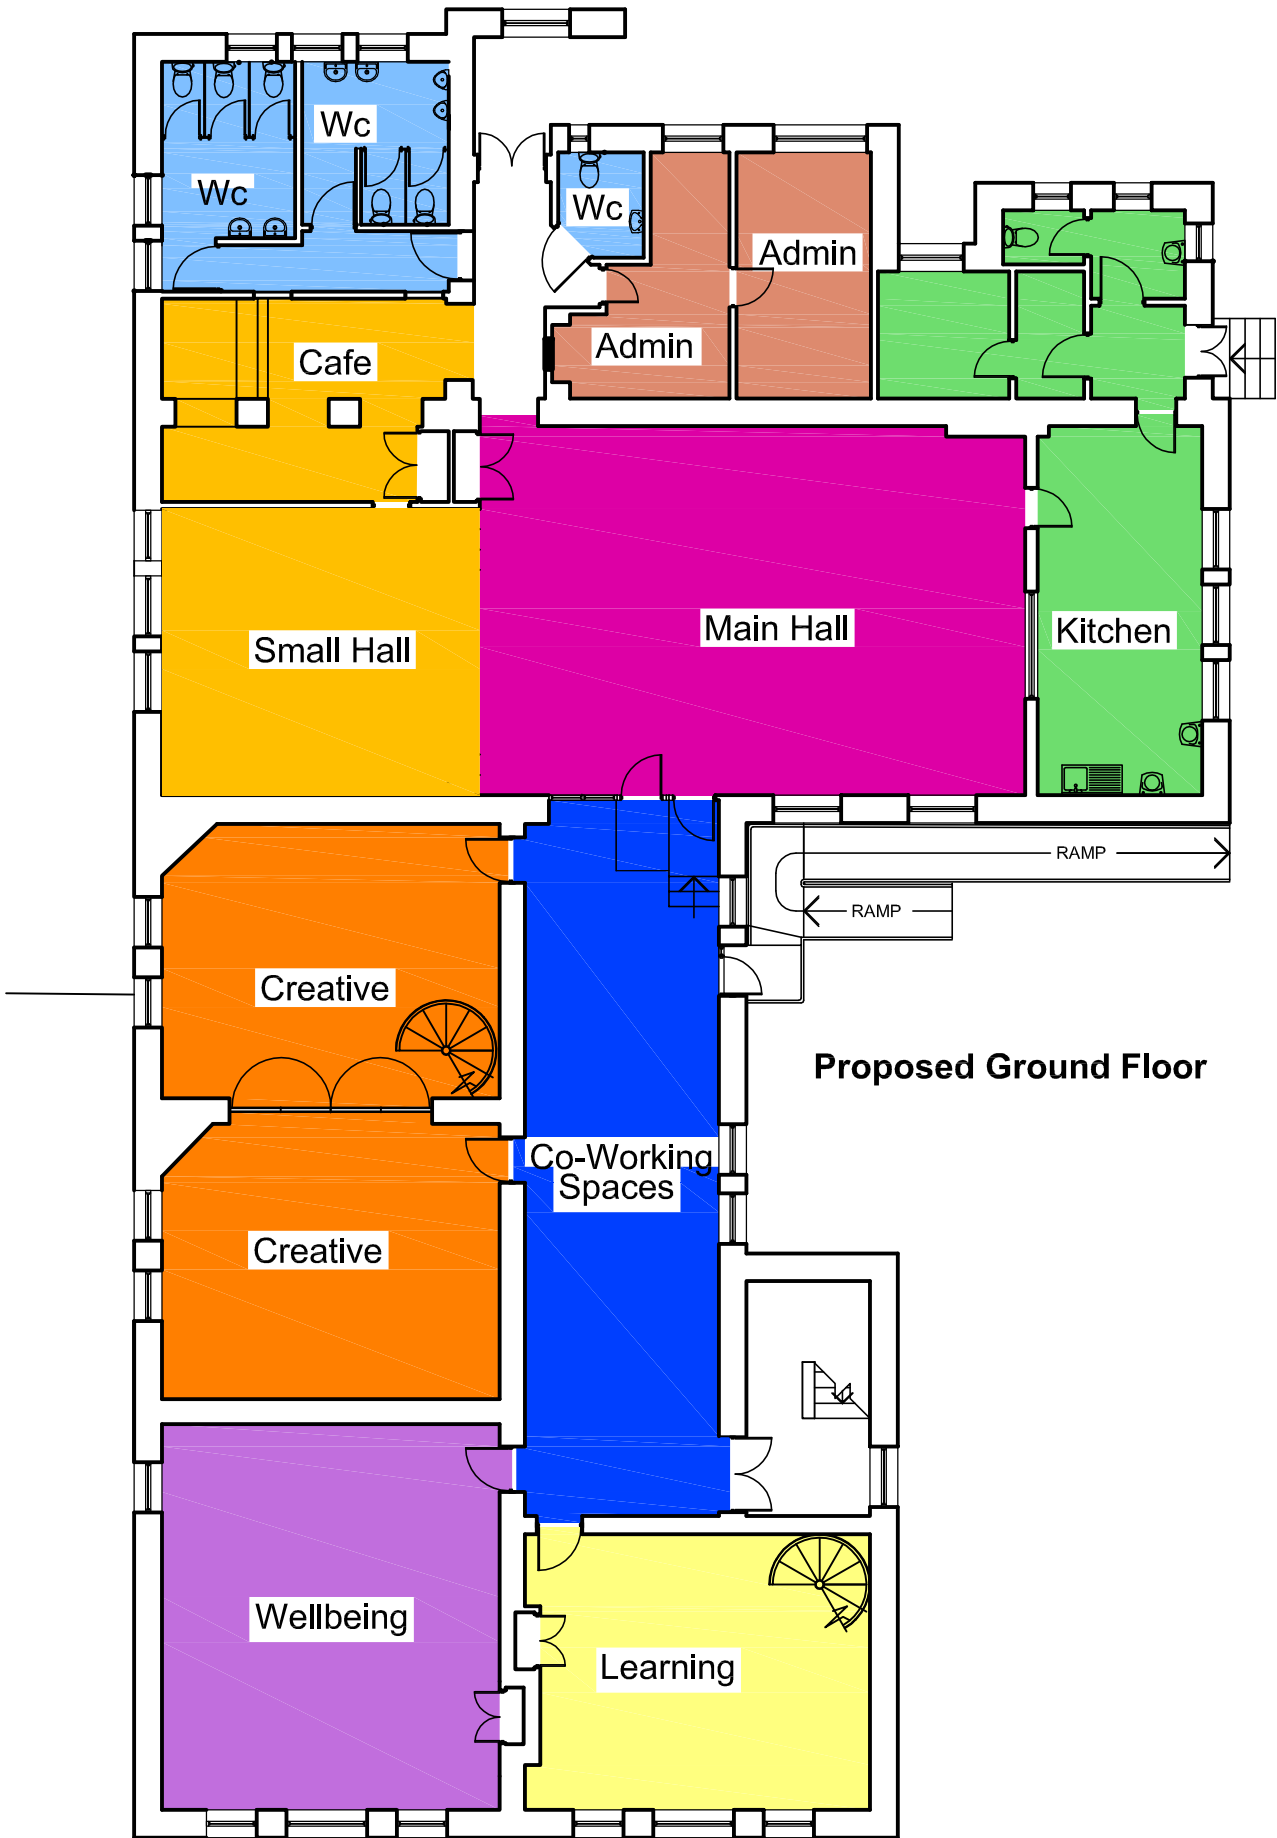 Wc
Wc
Wc
Admin
Admin
Cafe
Main Hall
Kitchen
Small Hall
RAMP
RAMP
Creative
Proposed Ground Floor
Co-Working
Spaces
Creative
Wellbeing
Learning